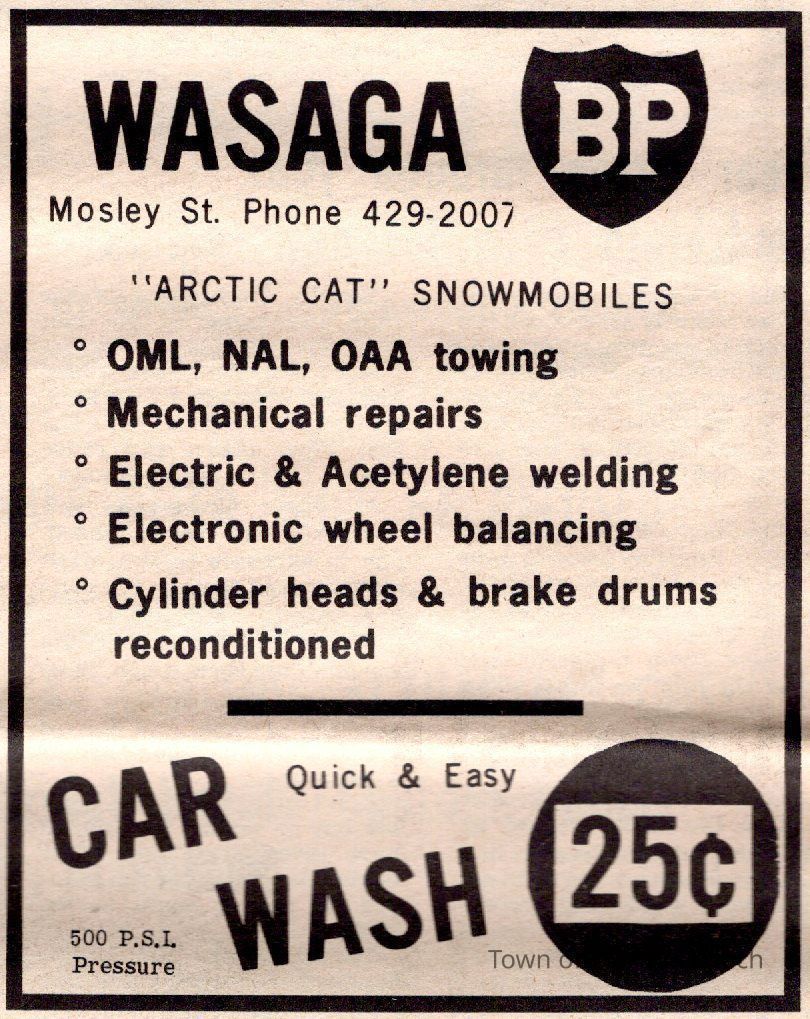 WASAGA
BP
Mosley St. Phone 429-2007
"ARCTIC CAT" SNOWMOBILES
° OML, NAL, OAA towing
° Mechanical repairs
° Electric & Acetylene welding
° Electronic wheel balancing
° Cylinder heads & brake drums
reconditioned
CAR
Quick & Easy
WASH
25¢
500 P.S.I.
Pressure
Town